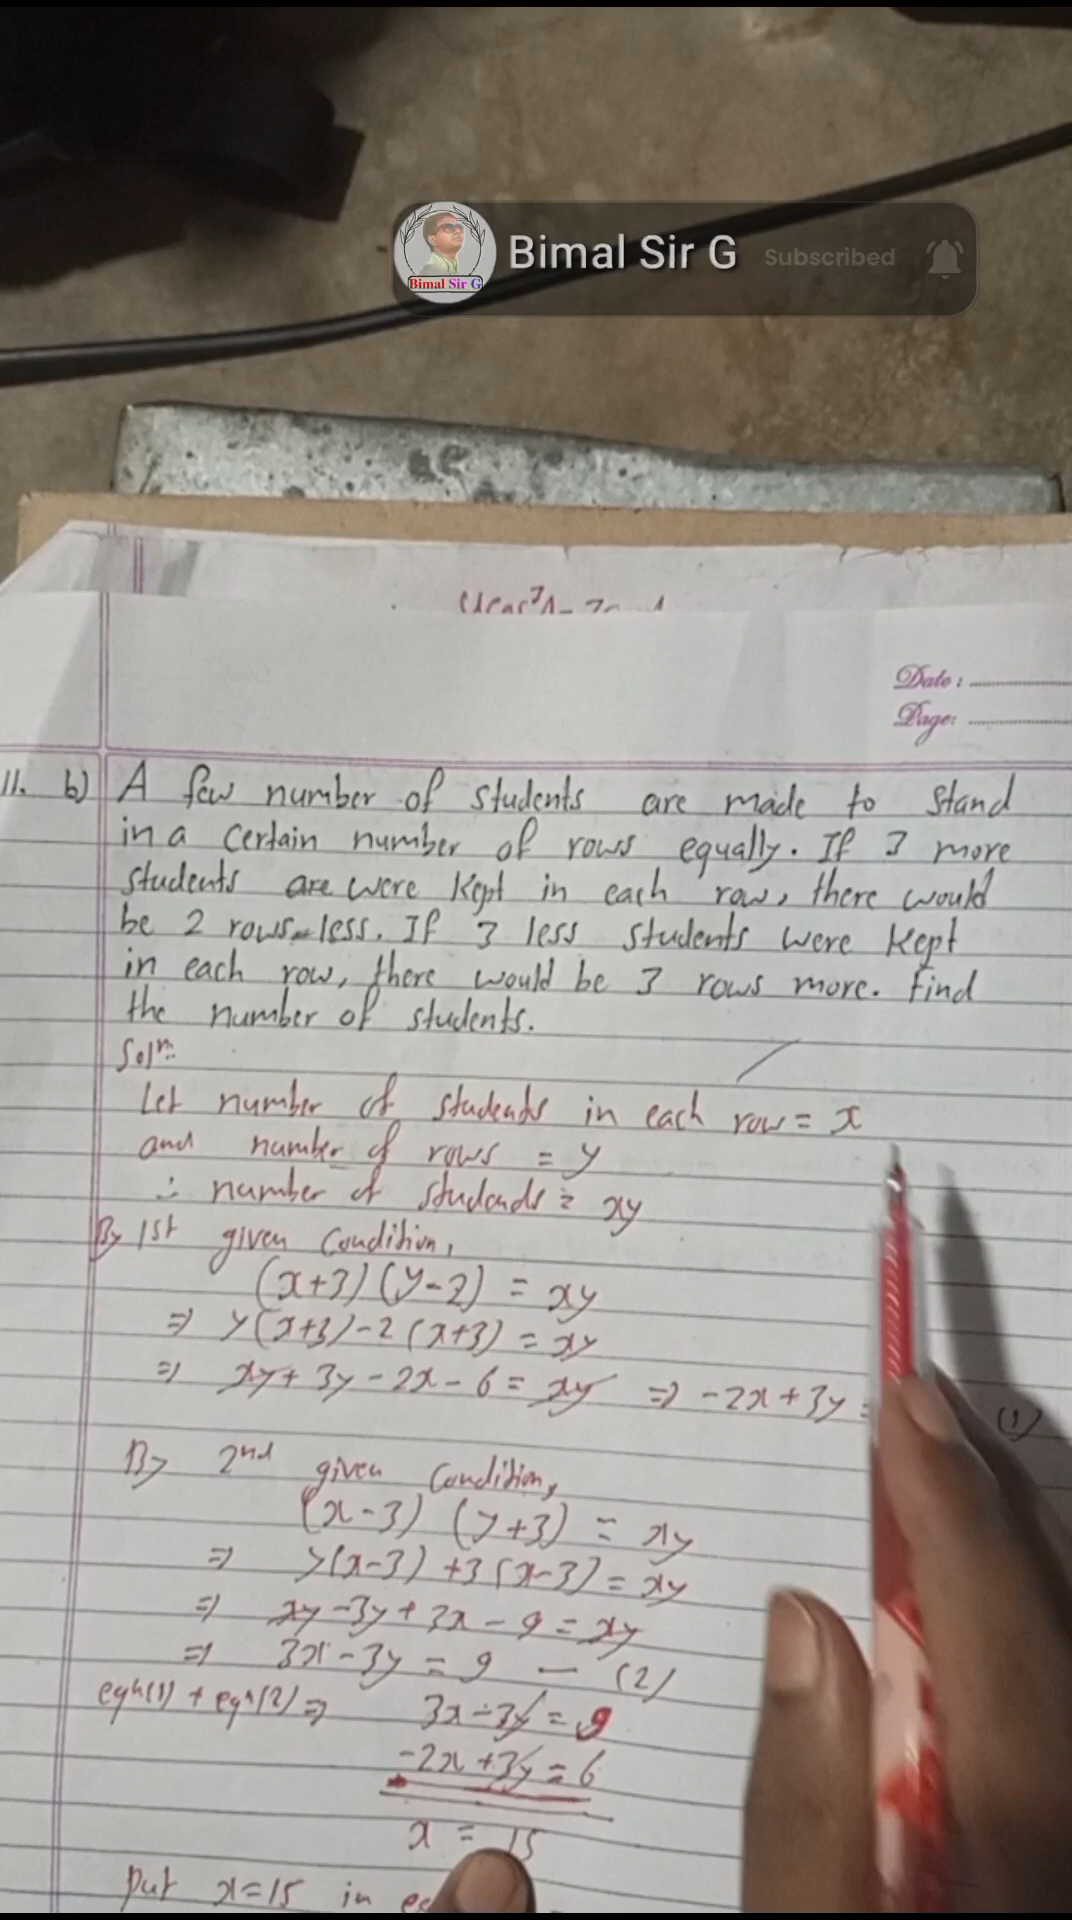 Bimal Sir G Subscribed
Bimal Sir G
Date:
Page:
11. b) A few number of students are made to stand
in a certain number of rows equally. If 3 more
students are were kept in each row, there would
be 2 rows less. If 3 less students were kept
in each row, there would be 3 rows more. Find
the number of students.
Solⁿ:
Let number of students in each row = x
and number of rows = y
∴ number of students = xy
By 1st given condition,
(x+3) (y-2) = xy
⇒ y(x+3)-2(x+3) = xy
⇒ xy + 3y - 2x - 6 = xy ⇒ -2x + 3y = (1)
By 2nd given condition,
(x-3) (y+3) = xy
⇒ y(x-3) +3(x-3) = xy
⇒ xy - 3y + 3x - 9 = xy
⇒ 3x - 3y = 9 — (2)
eqⁿ(1) + eqⁿ(2) ⇒ 3x - 3y = 9
-2x + 3y = 6
x = 15
Put x=15 in